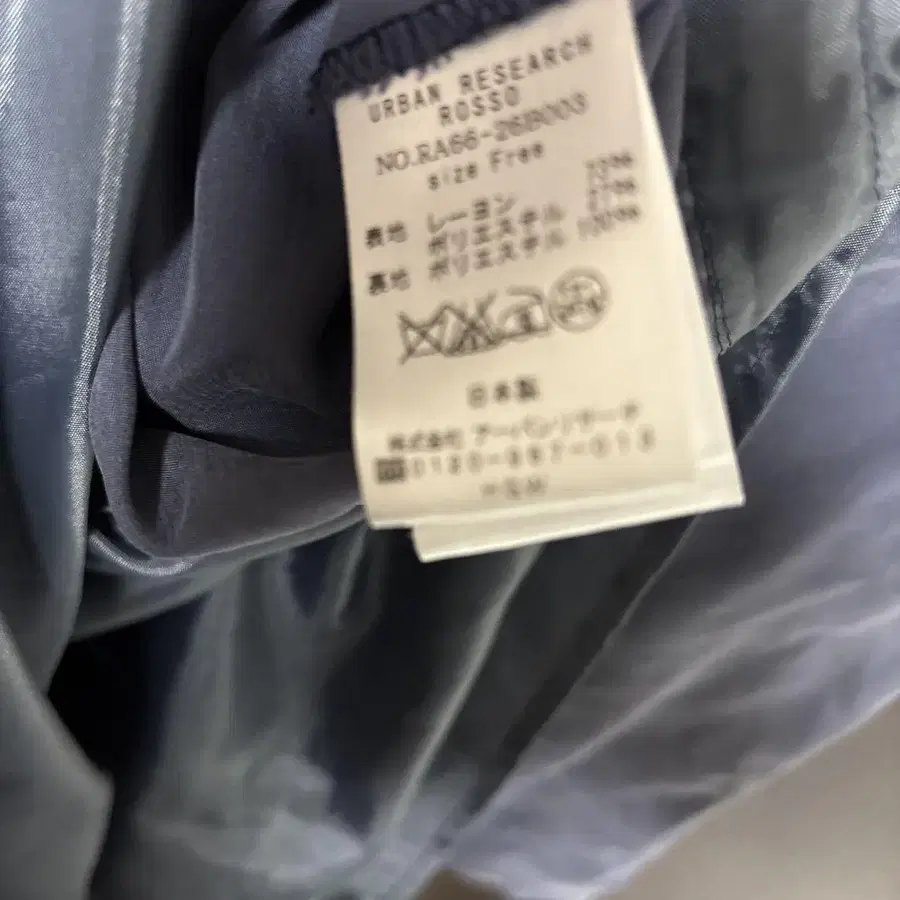 URBAN RESEARCH
ROSSO
NO.RA66-26B003
size Free
表地 レーヨン
ポリエステル 27%
裏地 ポリエステル 100%
日本製
株式会社 アーバンリサーチ